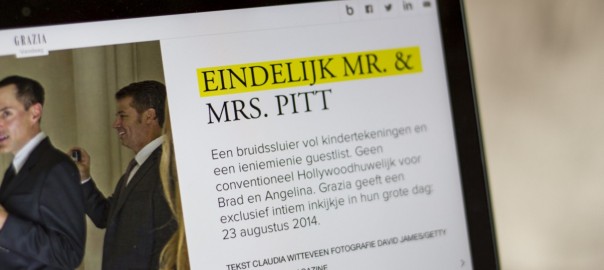 GRAZIA
EINDELIJK MR. &
MRS. PITT
Een bruidssluier vol kindertekeningen en
een ieniemienie guestlist. Geen
conventioneel Hollywoodhuwelijk voor
Brad en Angelina. Grazia geeft een
exclusief intiem inkijkje in hun grote dag:
23 augustus 2014.
TEKST CLAUDIA WITTEVEEN FOTOGRAFIE DAVID JAMES/GETTY